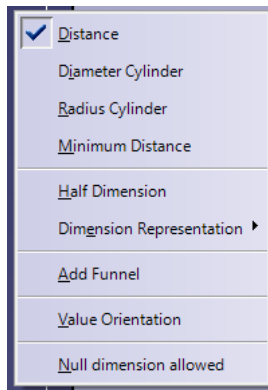 Distance
Diameter Cylinder
Radius Cylinder
Minimum Distance
Half Dimension
Dimension Representation
Add Funnel
Value Orientation
Null dimension allowed